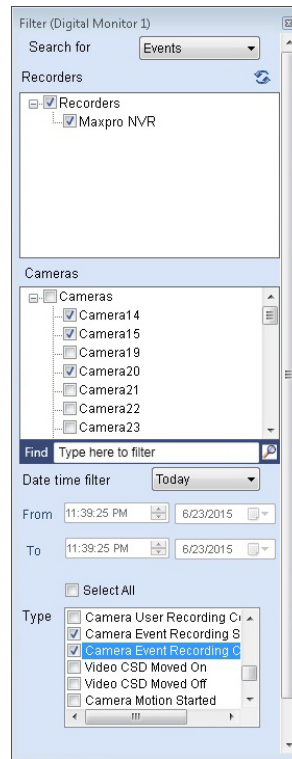 Filter (Digital Monitor 1)
Search for Events
Recorders
Recorders
Maxpro NVR
Cameras
Cameras
Camera14
Camera15
Camera19
Camera20
Camera21
Camera22
Camera23
Find Type here to filter
Date time filter Today
From 11:39:25 PM 6/23/2015
To 11:39:25 PM 6/23/2015
Select All
Type
Camera User Recording
Camera Event Recording S
Camera Event Recording C
Video CSD Moved On
Video CSD Moved Off
Camera Motion Started